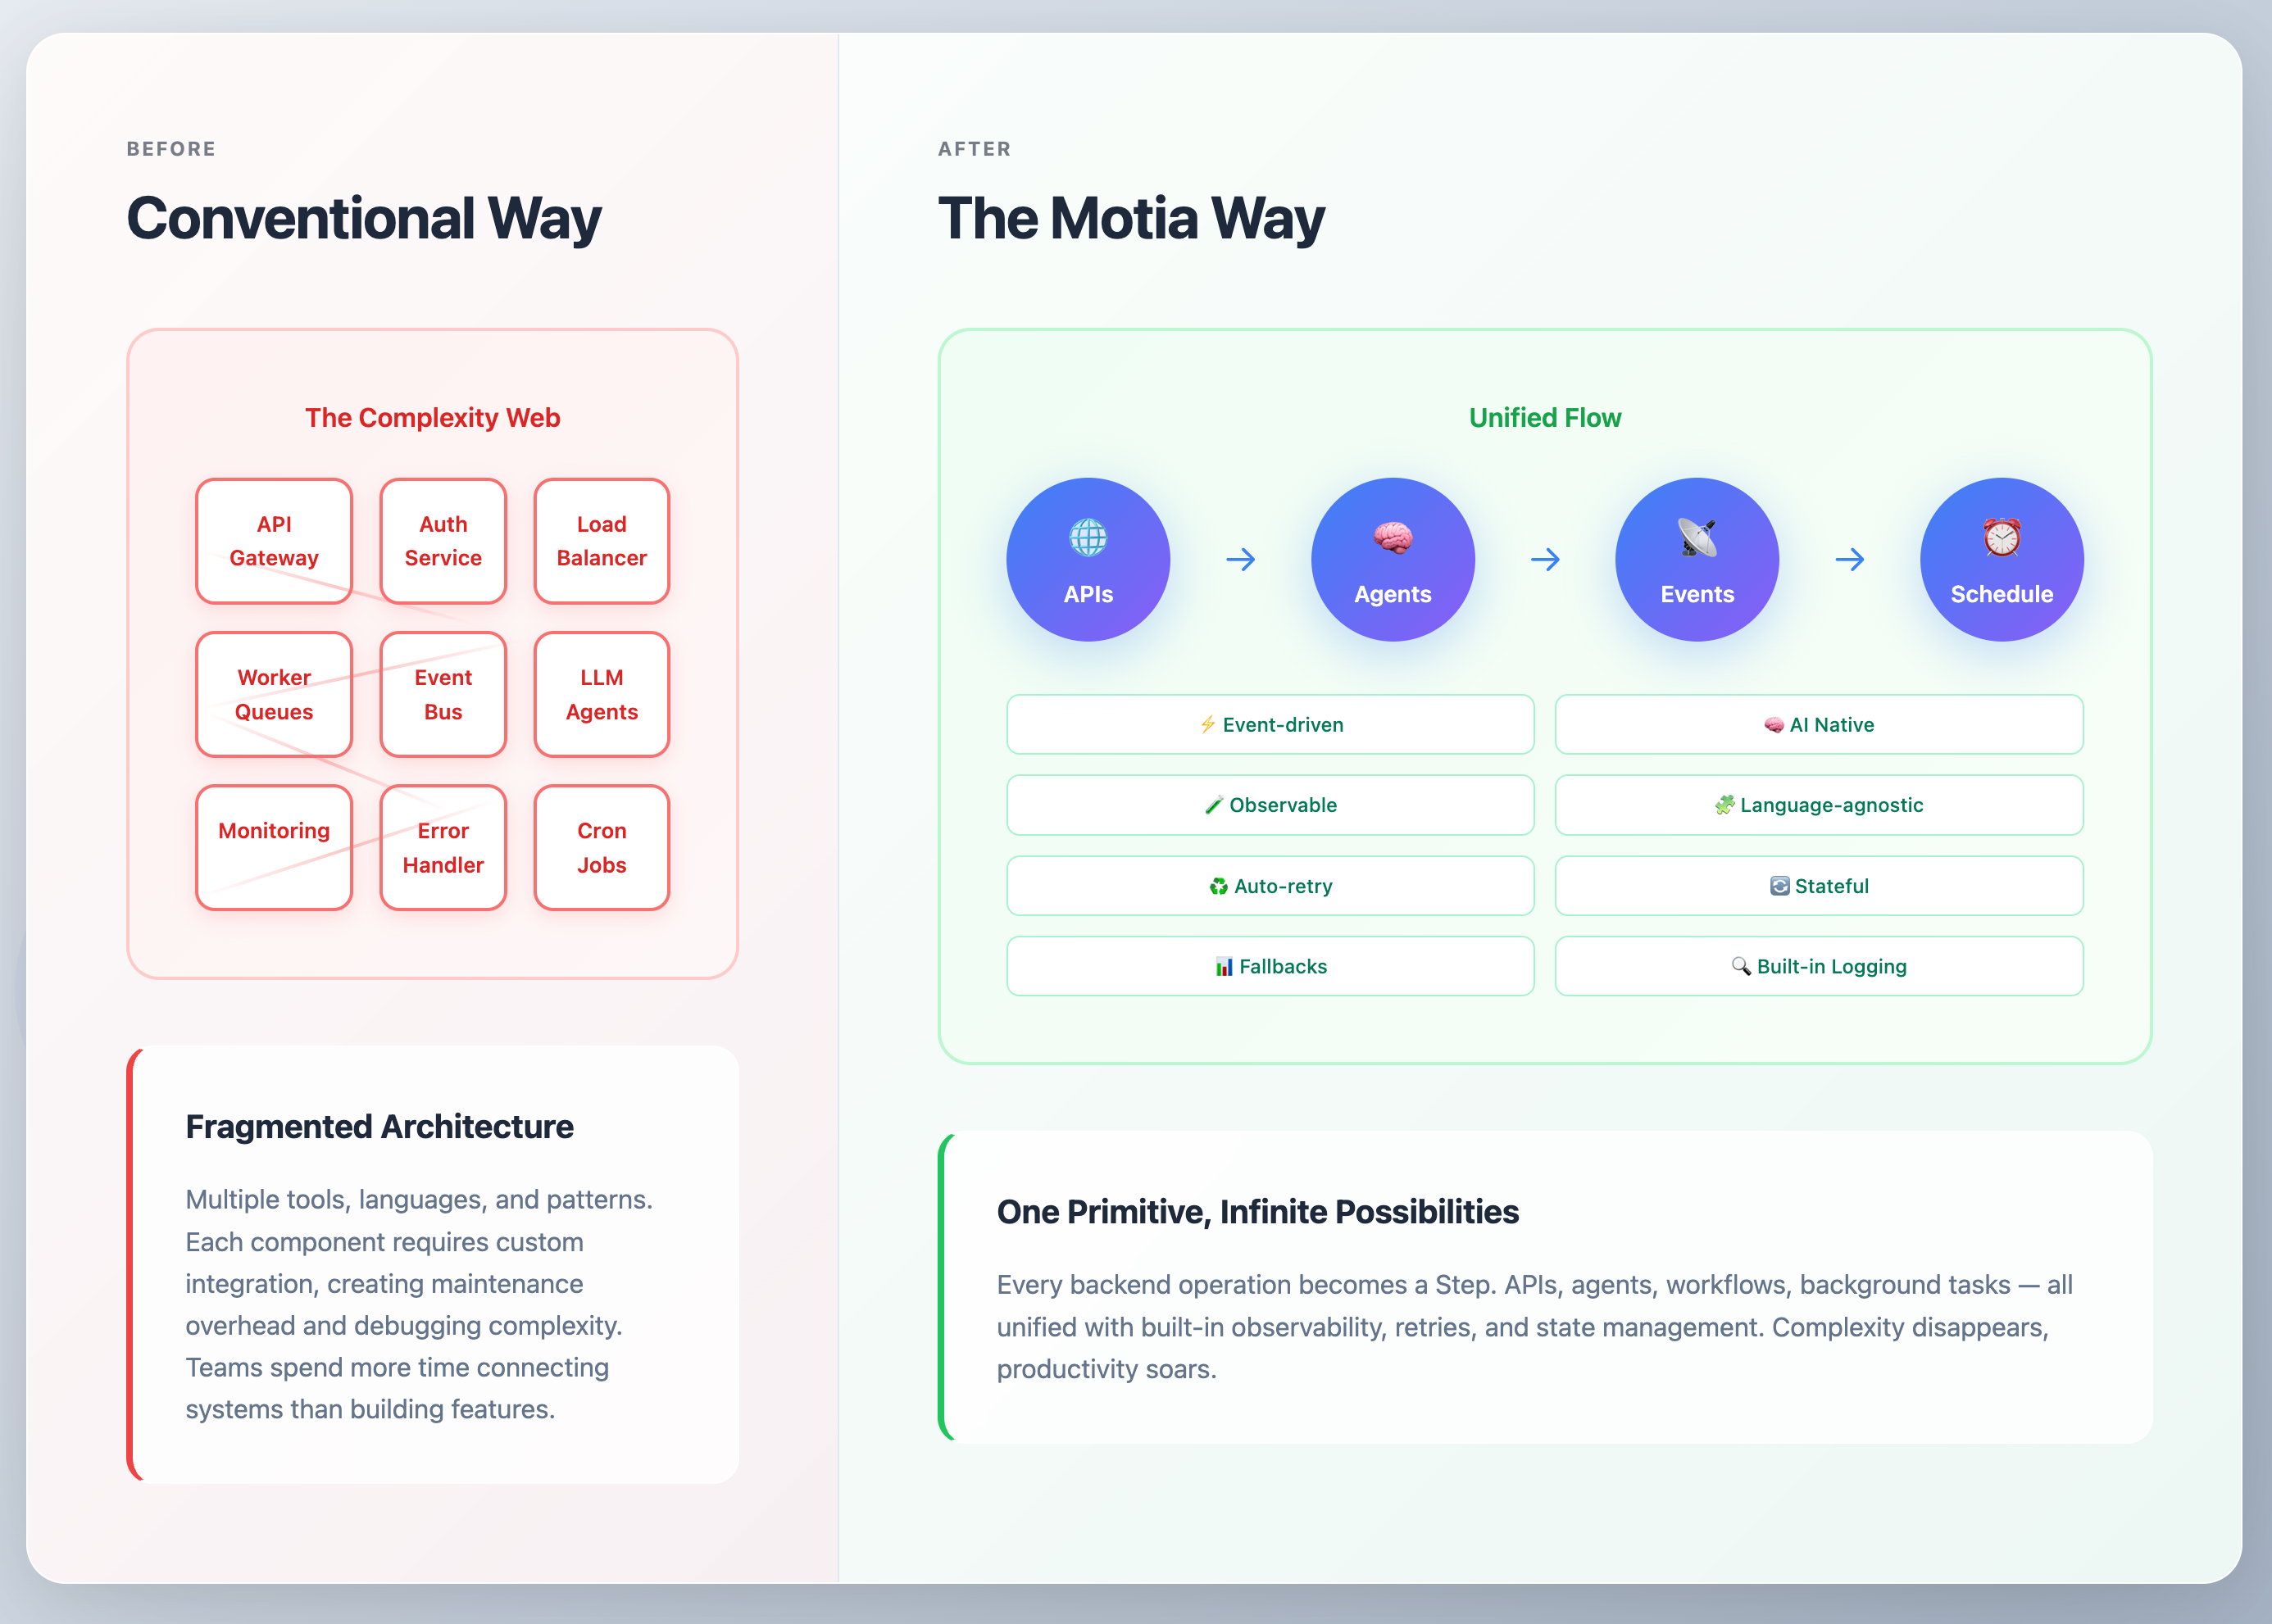 BEFORE
Conventional Way
The Complexity Web
API
Gateway
Auth
Service
Load
Balancer
Worker
Queues
Event
Bus
LLM
Agents
Monitoring
Error
Handler
Cron
Jobs
Fragmented Architecture
Multiple tools, languages, and patterns.
Each component requires custom
integration, creating maintenance
overhead and debugging complexity.
Teams spend more time connecting
systems than building features.
AFTER
The Motia Way
Unified Flow
🌐
APIs
→
🧠
Agents
→
📡
Events
→
⏰
Schedule
⚡ Event-driven
🧠 AI Native
🧪 Observable
🧩 Language-agnostic
♻️ Auto-retry
🔄 Stateful
📊 Fallbacks
🔍 Built-in Logging
One Primitive, Infinite Possibilities
Every backend operation becomes a Step. APIs, agents, workflows, background tasks — all
unified with built-in observability, retries, and state management. Complexity disappears,
productivity soars.